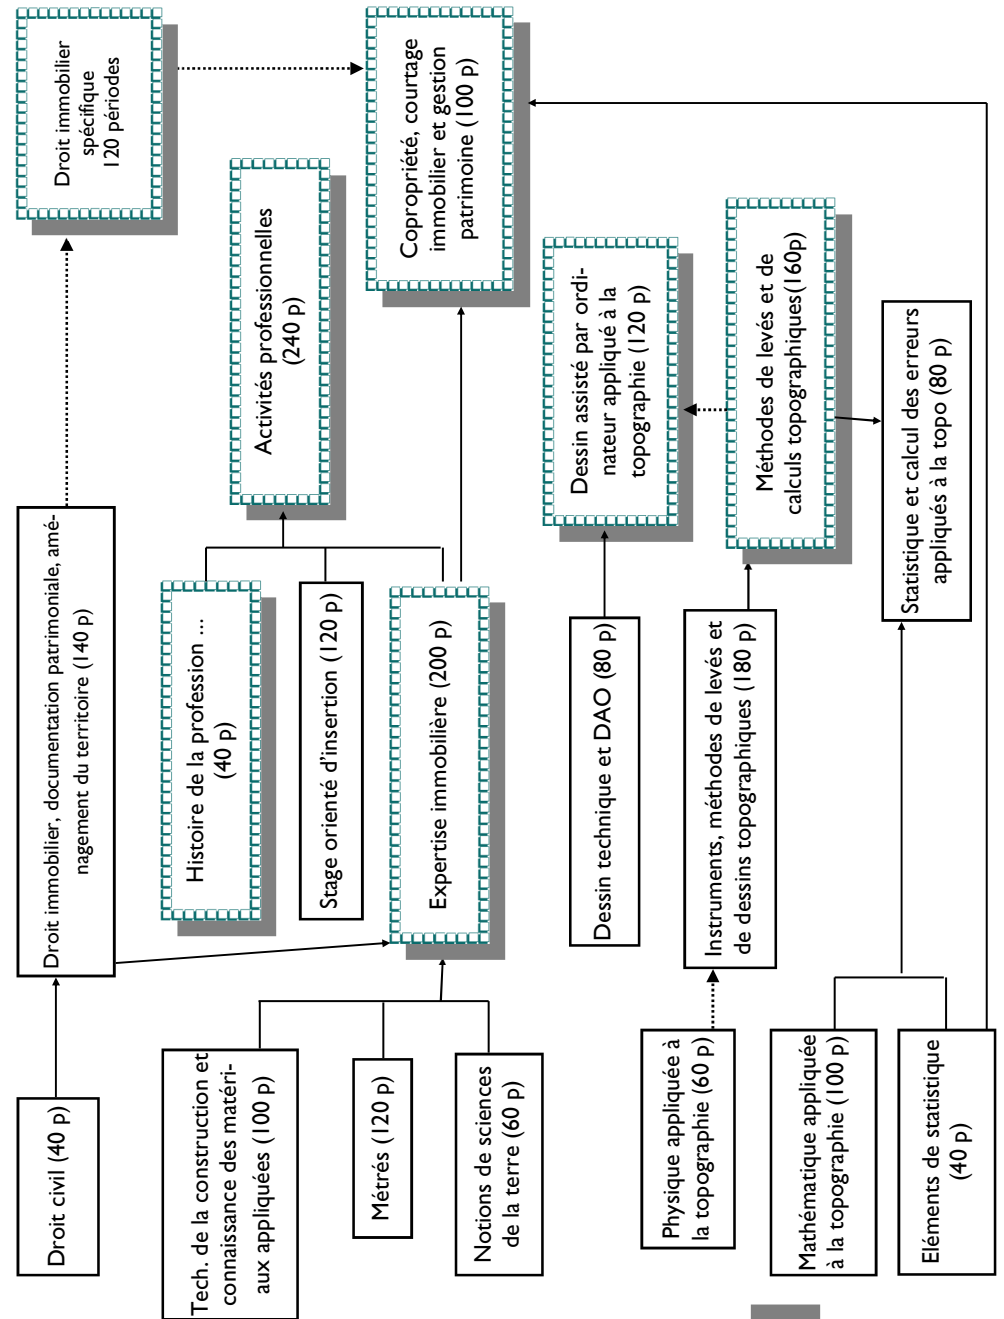 Droit civil (40 p)
Droit immobilier, documentation patrimoniale, amé-
nagement du territoire (140 p)
Droit immobilier
spécifique
120 périodes
Tech. de la construction et
connaissance des matéri-
aux appliquées (100 p)
Métrés (120 p)
Notions de sciences
de la terre (60 p)
Histoire de la profession ...
(40 p)
Stage orienté d'insertion (120 p)
Expertise immobilière (200 p)
Activités professionnelles
(240 p)
Copropriété, courtage
immobilier et gestion
patrimoine (100 p)
Dessin technique et DAO (80 p)
Dessin assisté par ordi-
nateur appliqué à la
topographie (120 p)
Physique appliquée à
la topographie (60 p)
Instruments, méthodes de levés et
de dessins topographiques (180 p)
Méthodes de levés et de
calculs topographiques(160p)
Mathématique appliquée
à la topographie (100 p)
Eléments de statistique
(40 p)
Statistique et calcul des erreurs
appliqués à la topo (80 p)